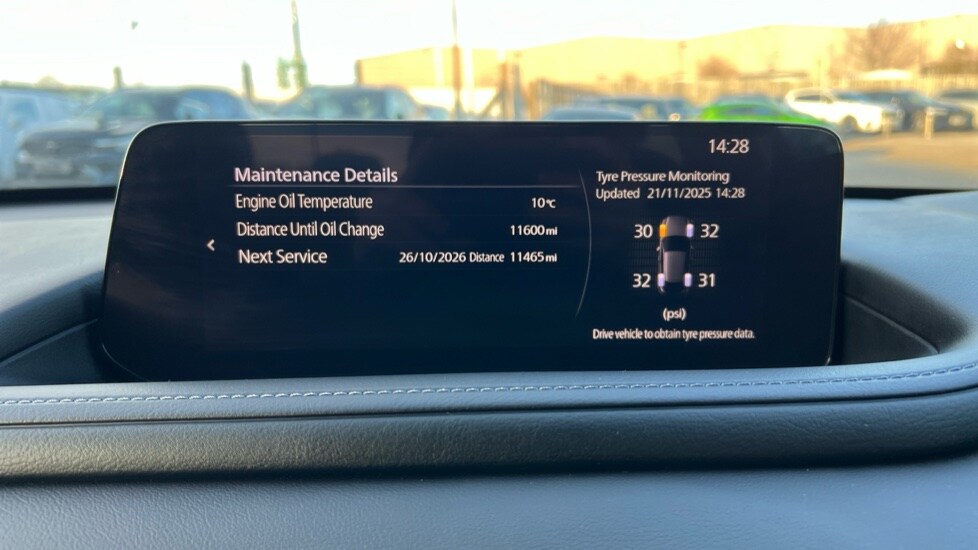 14:28
Maintenance Details
Engine Oil Temperature 10℃
Distance Until Oil Change 11600mi
Next Service 26/10/2026 Distance 11465mi
Tyre Pressure Monitoring
Updated 21/11/2025 14:28
30 32
32 31
(psi)
Drive vehicle to obtain tyre pressure data.